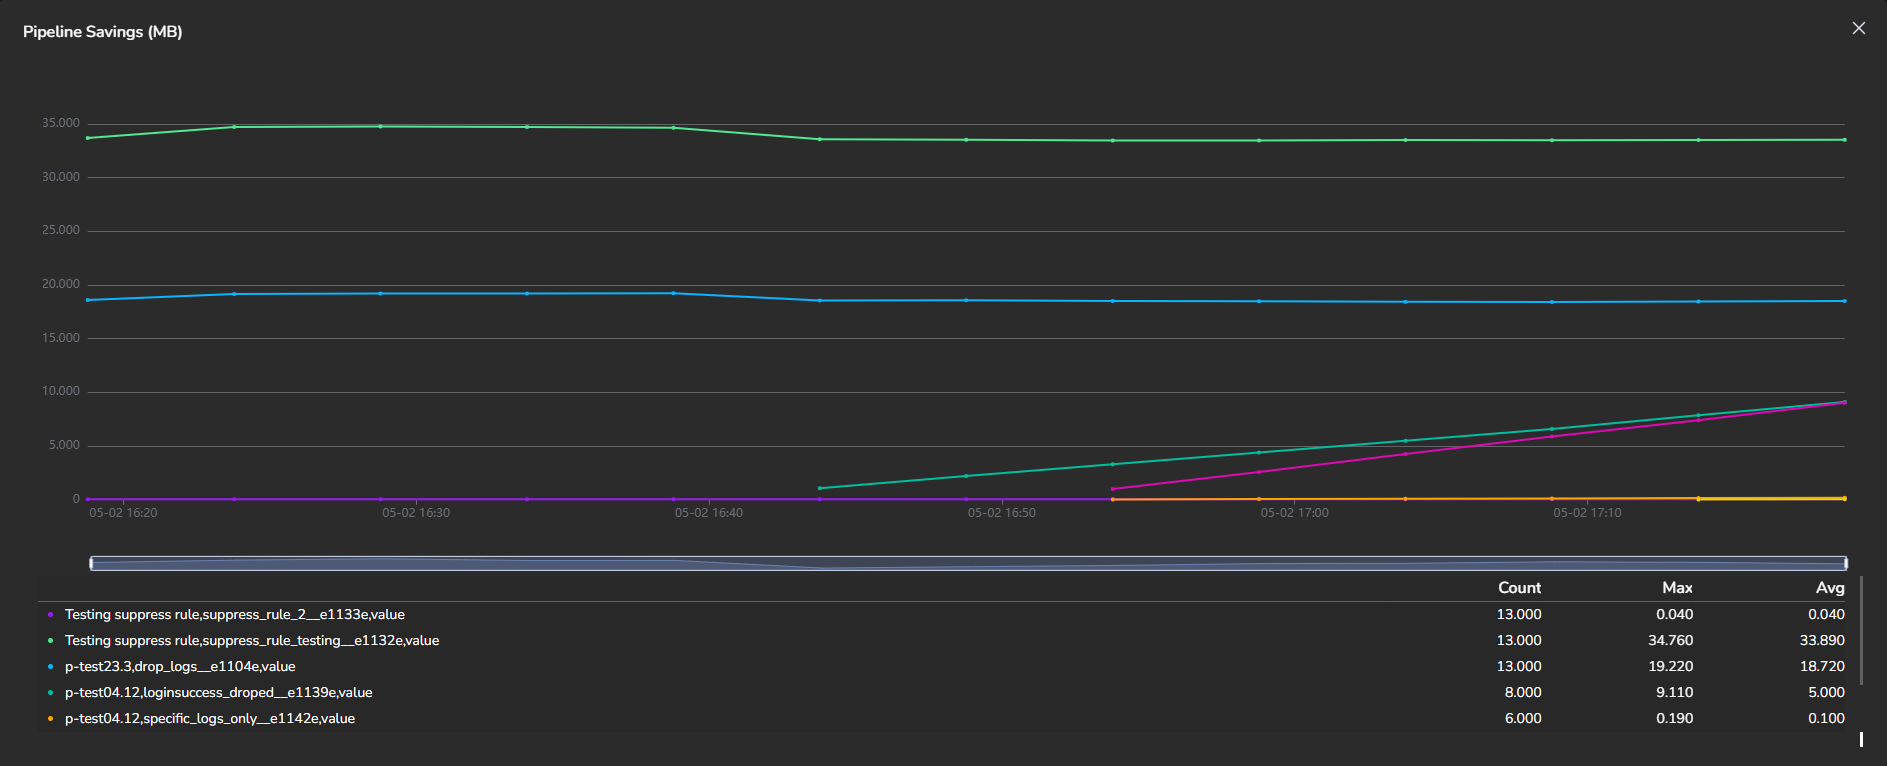 Pipeline Savings (MB)
35.000
30.000
25.000
20.000
15.000
10.000
5.000
0
05-02 16:20 05-02 16:30 05-02 16:40 05-02 16:50 05-02 17:00 05-02 17:10
Count Max Avg
Testing suppress rule,suppress_rule_2__e1133e,value 13.000 0.040 0.040
Testing suppress rule,suppress_rule_testing__e1132e,value 13.000 34.760 33.890
p-test23.3,drop_logs__e1104e,value 13.000 19.220 18.720
p-test04.12,loginsuccess_droped__e1139e,value 8.000 9.110 5.000
p-test04.12,specific_logs_only__e1142e,value 6.000 0.190 0.100